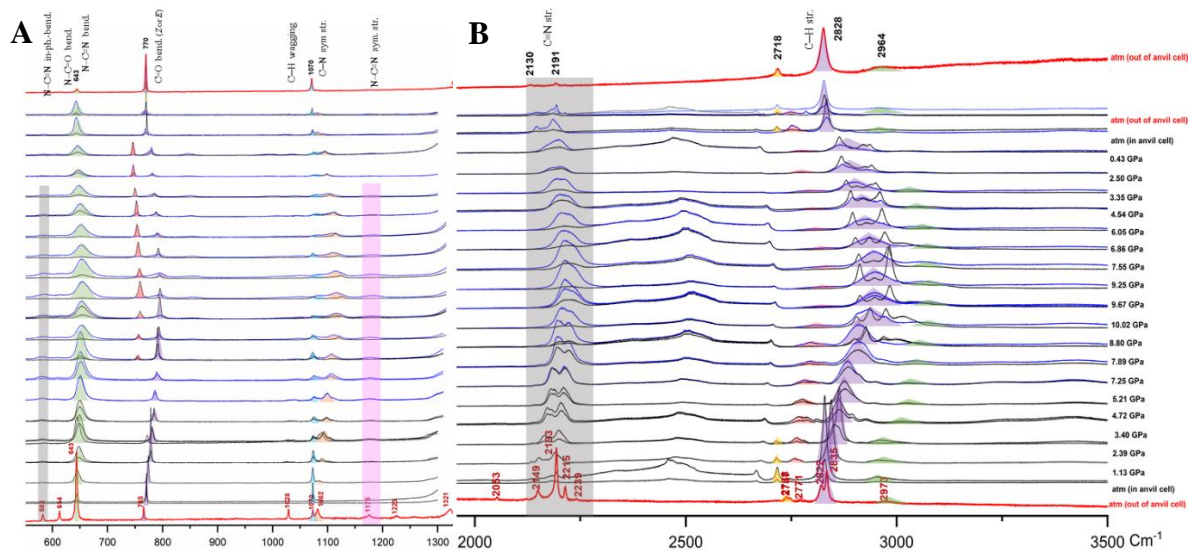 A
B
N-C=N in-ph.-bend.
N-C-O bend.
N-C=N bend.
643
770
C-O bend. (Z or E)
C-H wagging
1070
C-N sym str.
N-C=N sym. str.
2130
C=N str.
2191
2718
C-H str.
2828
2964
atm (out of anvil cell)
atm (out of anvil cell)
atm (in anvil cell)
0.43 GPa
2.50 GPa
3.35 GPa
4.54 GPa
6.05 GPa
6.86 GPa
7.55 GPa
9.25 GPa
9.67 GPa
10.02 GPa
8.80 GPa
7.89 GPa
7.25 GPa
5.21 GPa
4.72 GPa
3.40 GPa
2.39 GPa
1.13 GPa
atm (in anvil cell)
atm (out of anvil cell)
582
614
643
765
1028
1082
1175
1225
1321
2053
2149
2193
2215
2239
2771
2822
2835
2973
600 700 800 900 1000 1100 1200 1300
2000 2500 3000 3500
Cm⁻¹